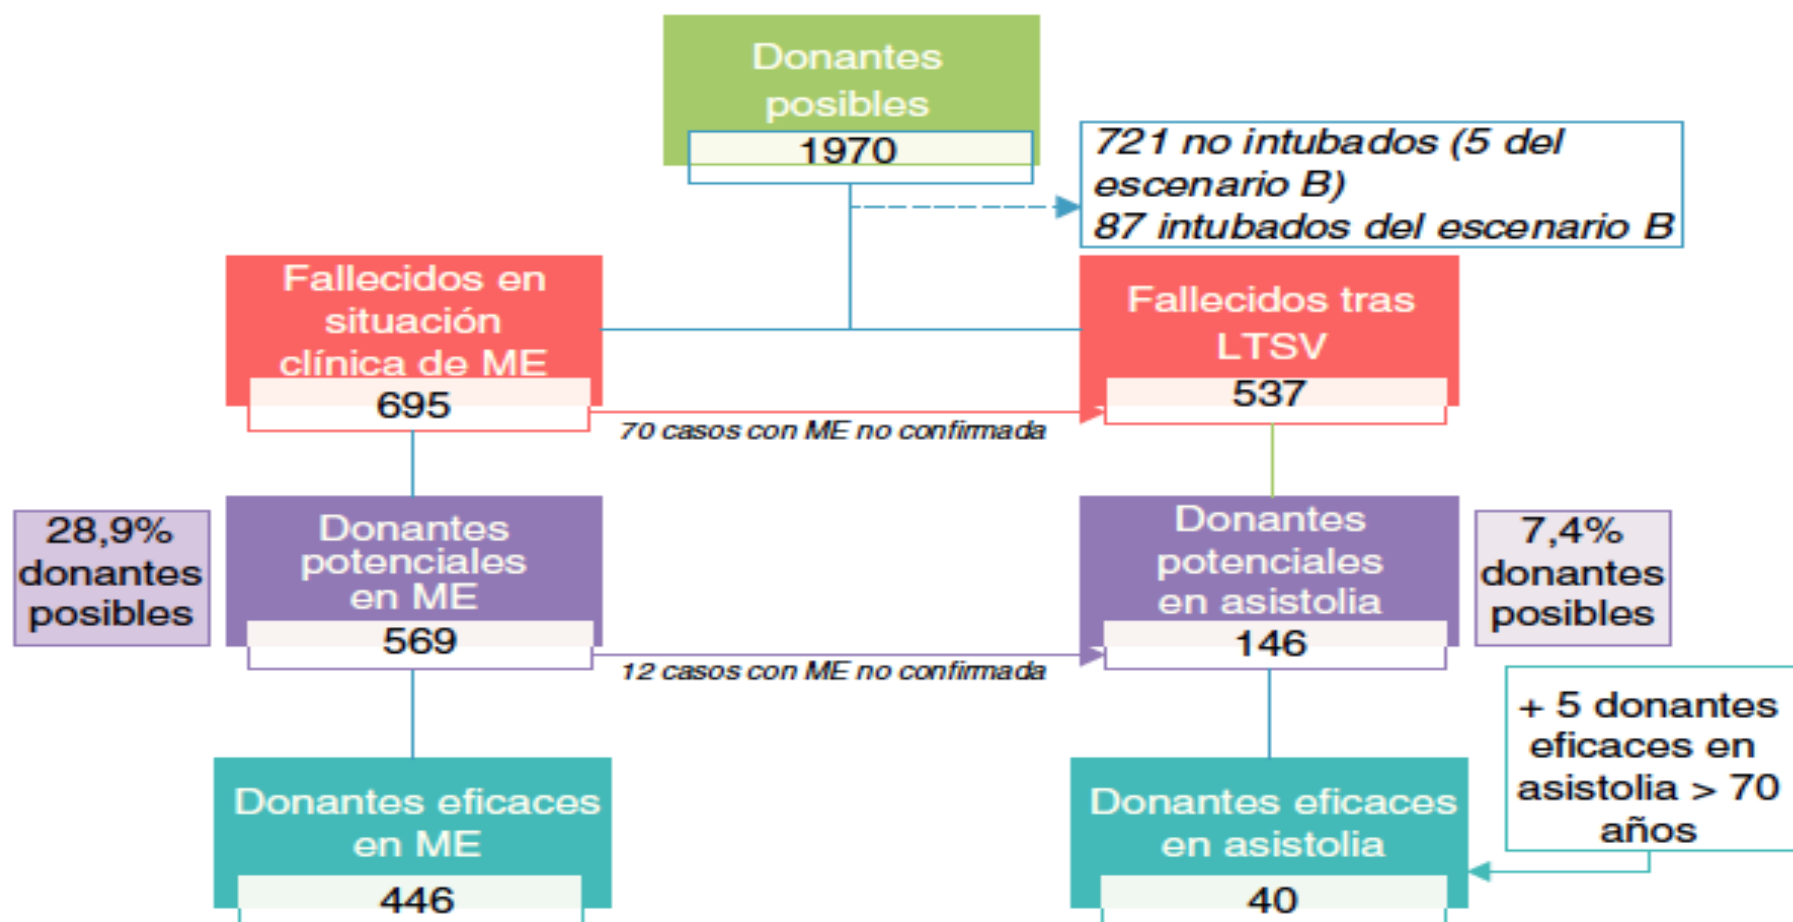 Donantes
posibles
1970
721 no intubados (5 del
escenario B)
87 intubados del escenario B
Fallecidos en
situación
clínica de ME
695
Fallecidos tras
LTSV
537
70 casos con ME no confirmada
28,9%
donantes
posibles
Donantes
potenciales
en ME
569
Donantes
potenciales
en asistolia
146
7,4%
donantes
posibles
12 casos con ME no confirmada
+ 5 donantes
eficaces en
asistolia > 70
años
Donantes eficaces
en ME
446
Donantes eficaces
en asistolia
40